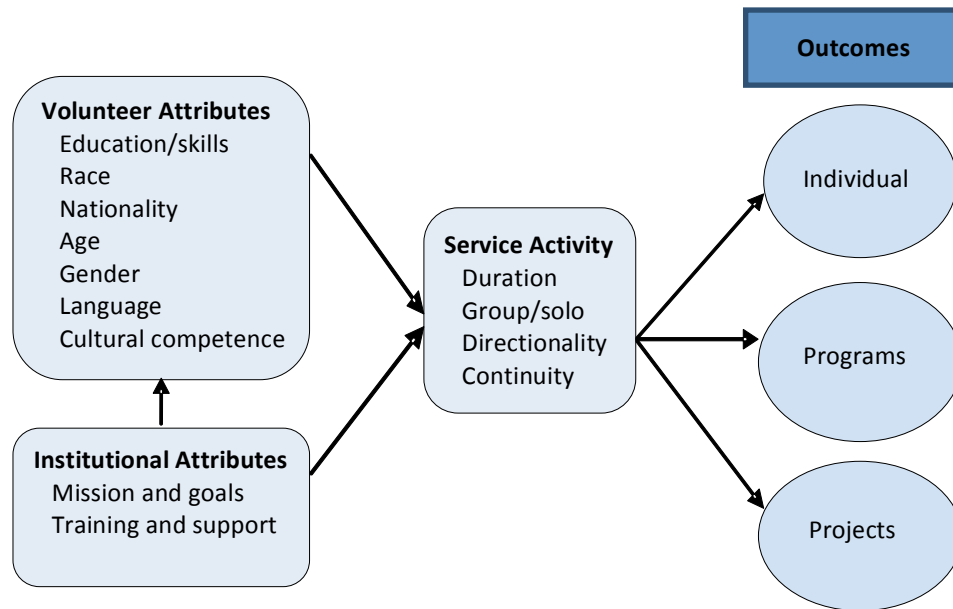 Outcomes
Volunteer Attributes
Education/skills
Race
Nationality
Age
Gender
Language
Cultural competence
Institutional Attributes
Mission and goals
Training and support
Service Activity
Duration
Group/solo
Directionality
Continuity
Individual
Programs
Projects